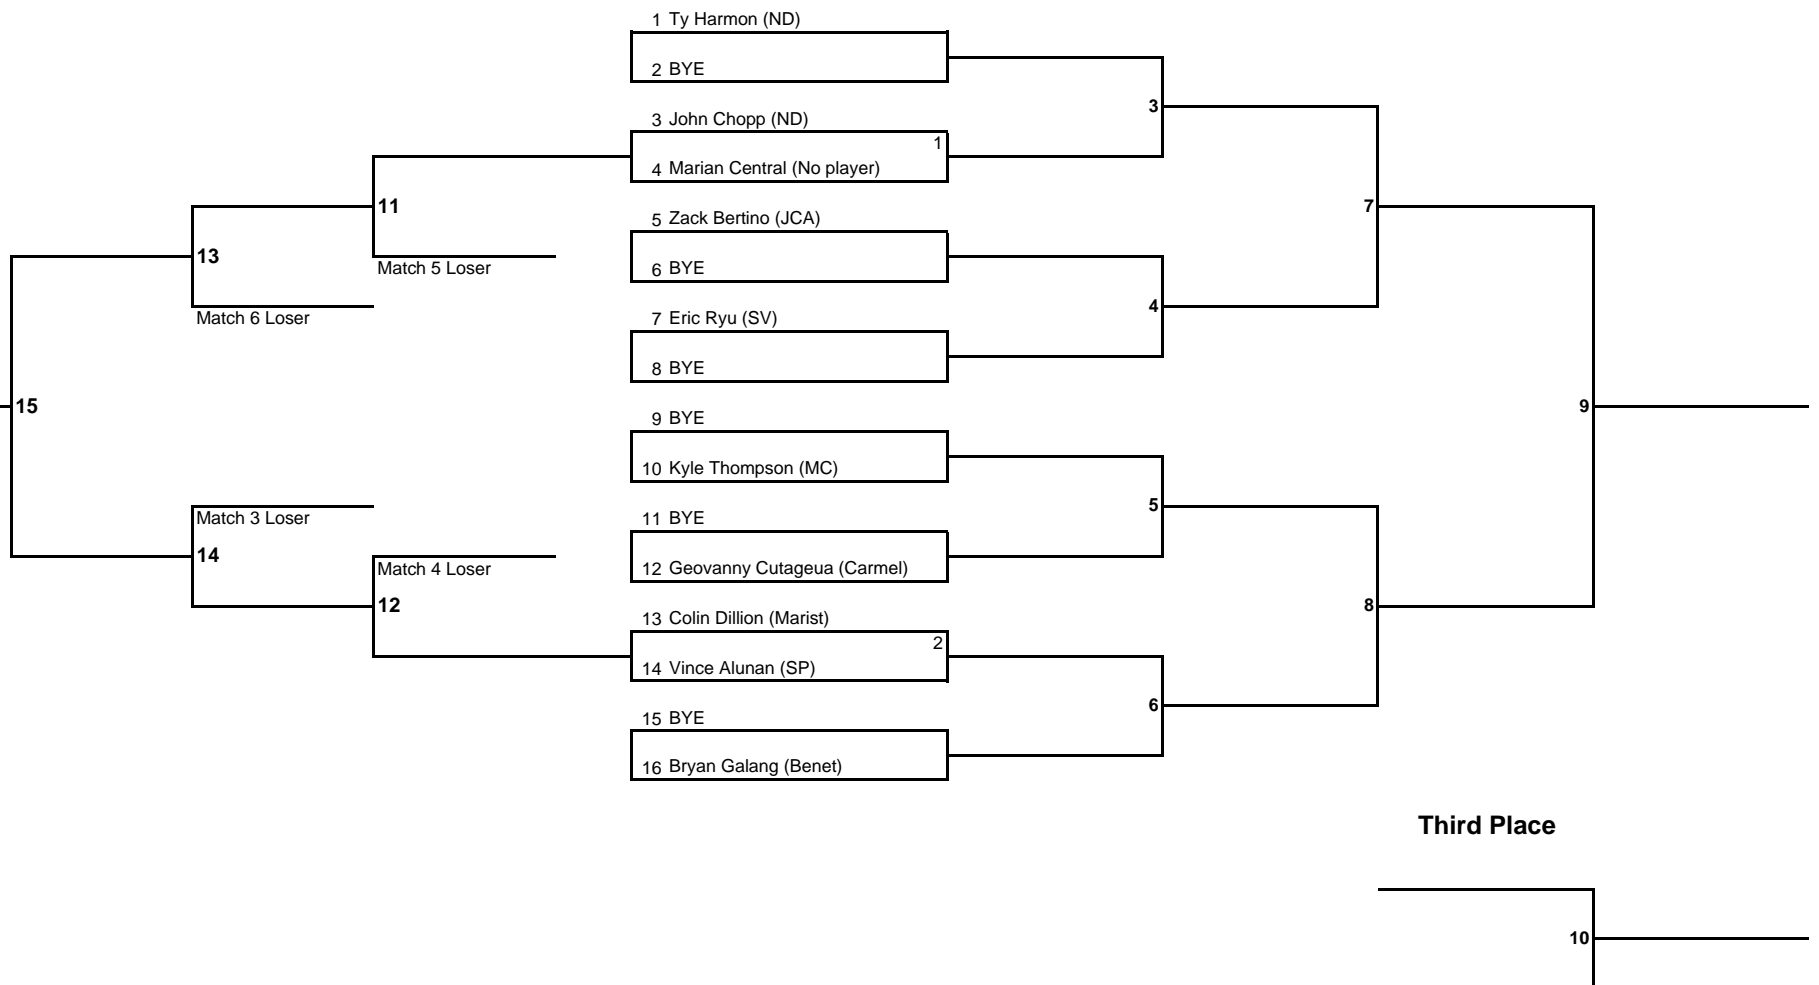 1 Ty Harmon (ND)
2 BYE
3
3 John Chopp (ND)
1
4 Marian Central (No player)
11
7
5 Zack Bertino (JCA)
13
Match 5 Loser
6 BYE
4
Match 6 Loser
7 Eric Ryu (SV)
8 BYE
15
9
9 BYE
10 Kyle Thompson (MC)
5
Match 3 Loser
11 BYE
14
Match 4 Loser
12 Geovanny Cutageua (Carmel)
12
8
13 Colin Dillion (Marist)
2
14 Vince Alunan (SP)
6
15 BYE
16 Bryan Galang (Benet)
Third Place
10